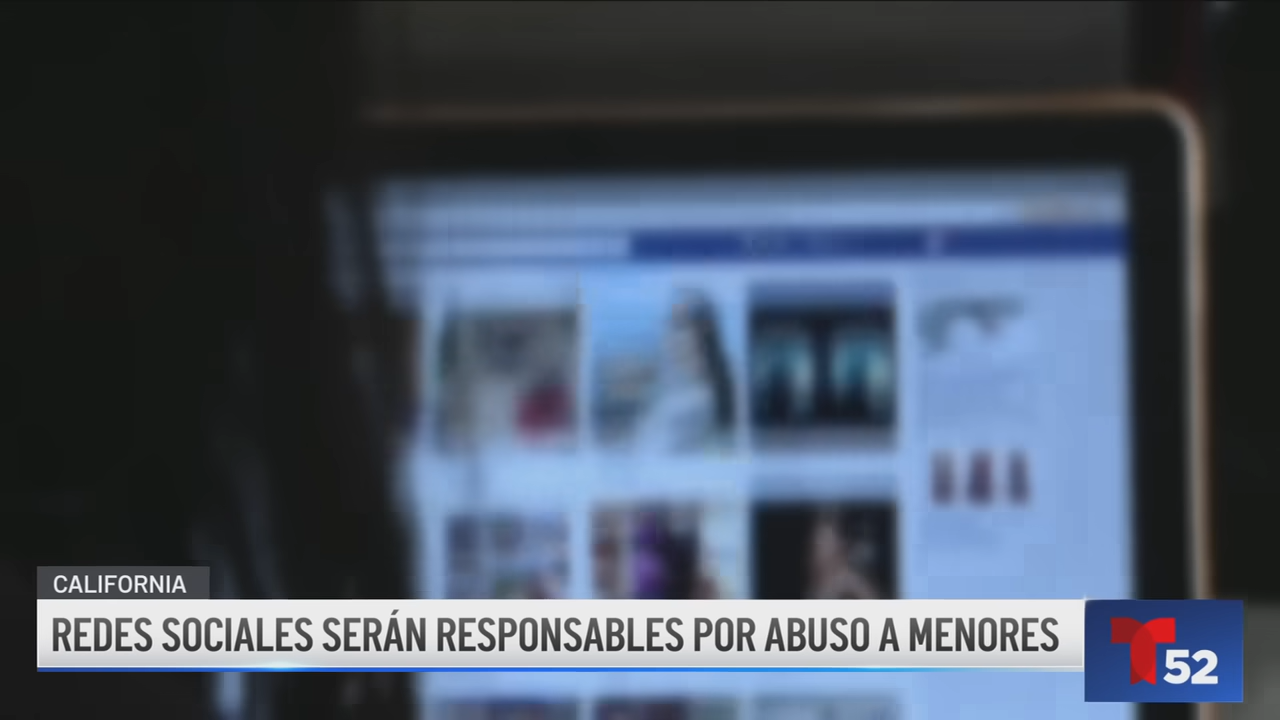 CALIFORNIA
REDES SOCIALES SERÁN RESPONSABLES POR ABUSO A MENORES
52